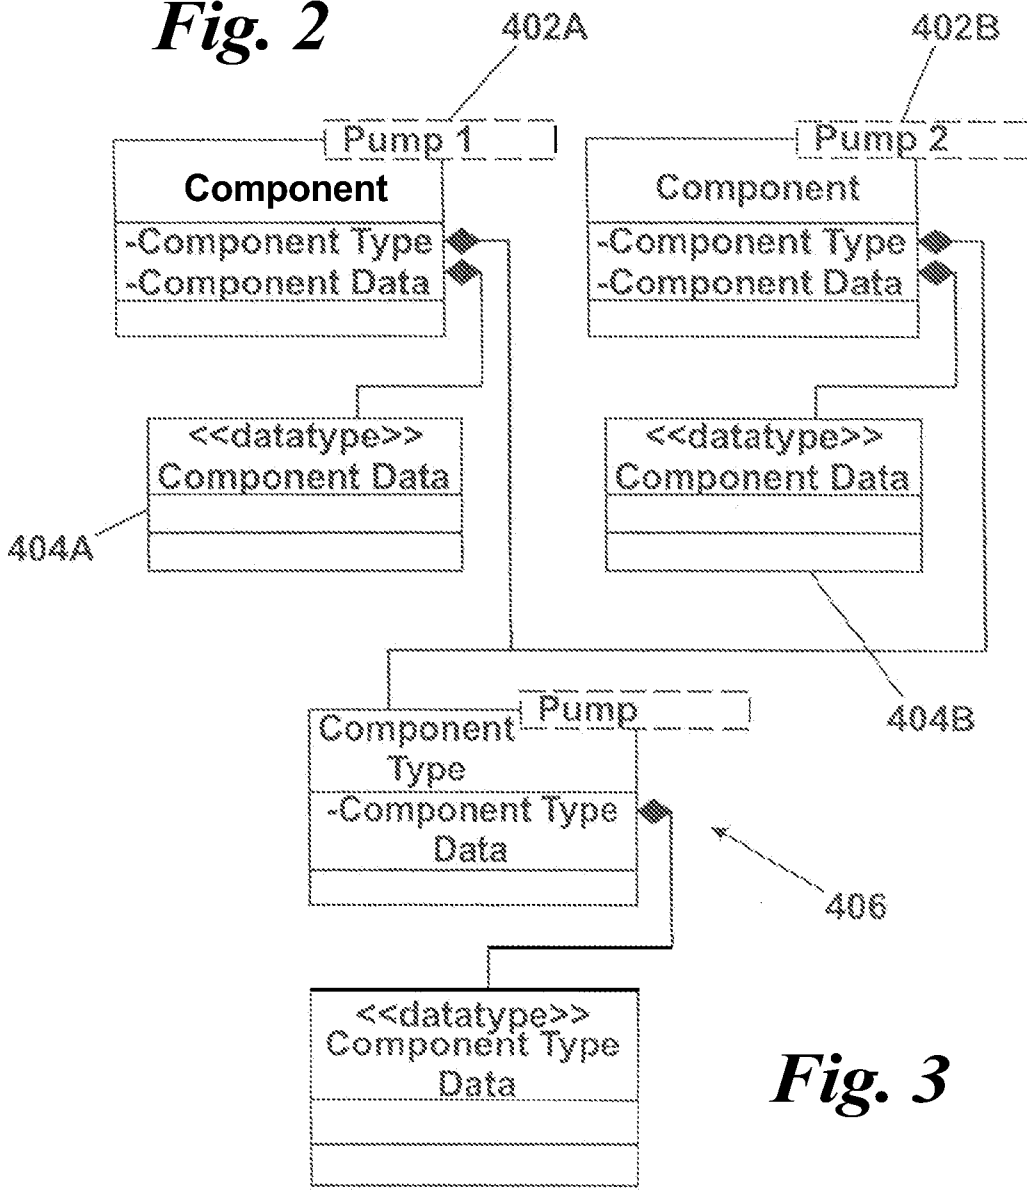 Fig. 2
402A
402B
Pump 1
Pump 2
Component
Component
-Component Type
-Component Data
-Component Type
-Component Data
<<datatype>>
Component Data
<<datatype>>
Component Data
404A
404B
Pump
Component
Type
-Component Type
Data
406
<<datatype>>
Component Type
Data
Fig. 3